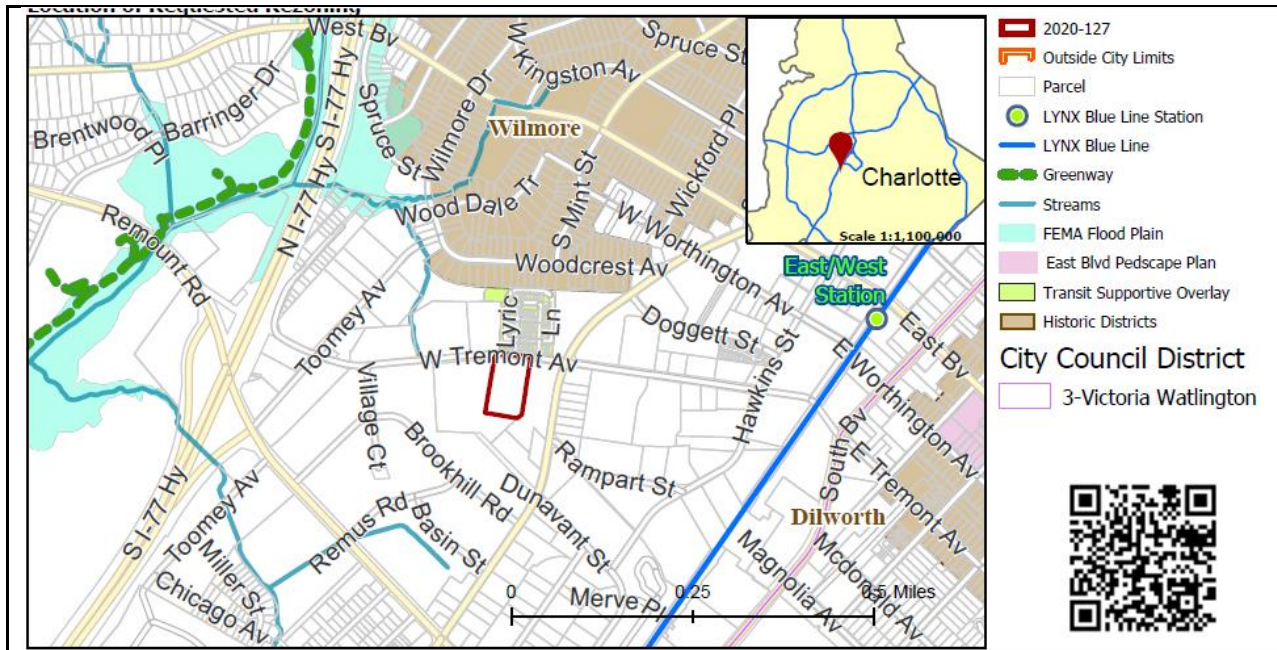 Location of Requested Rezoning
West Bv
Spruce St
Kingston Av
Barringer Dr
Brentwood Pl
N I-77 Hy S I-77 Hy
Spruce St
Wilmore Dr
W
Wilmore
Wickford Pl
S Mint St
Wood Dale Tr
W Worthington Av
Woodcrest Av
Remount Rd
Toomey Av
Lyric Ln
Doggett St
W Tremont Av
Village Ct
Hawkins St
East/West
Station
East Bv
E Worthington Av
South Bv
E Tremont Av
Brookhill Rd
Rampart St
Dunavant St
Dilworth
S I-77 Hy
Toomey Av
Remus Rd
Basin St
Miller St
Chicago Av
Magnolia Av
Mcdonald Av
Merve Pl
0 0.25 0.5 Miles
Charlotte
Scale 1:1,100,000
2020-127
Outside City Limits
Parcel
LYNX Blue Line Station
LYNX Blue Line
Greenway
Streams
FEMA Flood Plain
East Blvd Pedscape Plan
Transit Supportive Overlay
Historic Districts
City Council District
3-Victoria Watlington